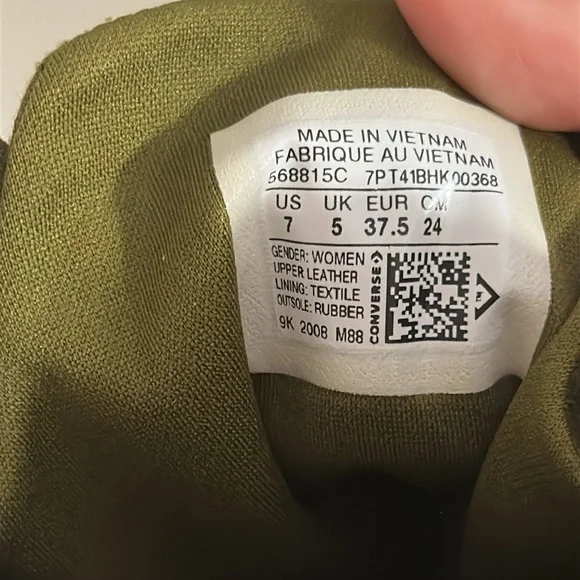 MADE IN VIETNAM
FABRIQUE AU VIETNAM
568815C 7PT41BHK00368
US UK EUR CM
7 5 37.5 24
GENDER: WOMEN
UPPER LEATHER
LINING: TEXTILE
OUTSOLE: RUBBER
9K 2008 M88
CONVERSE
E